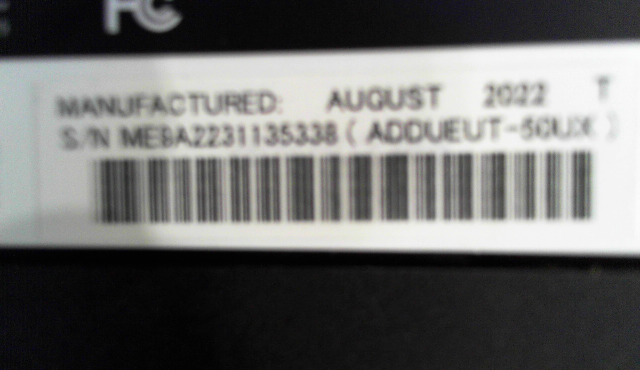 FC
MANUFACTURED: AUGUST 2022 T
S/N MEBA2231135338 ( ADDUEUT-50UX )